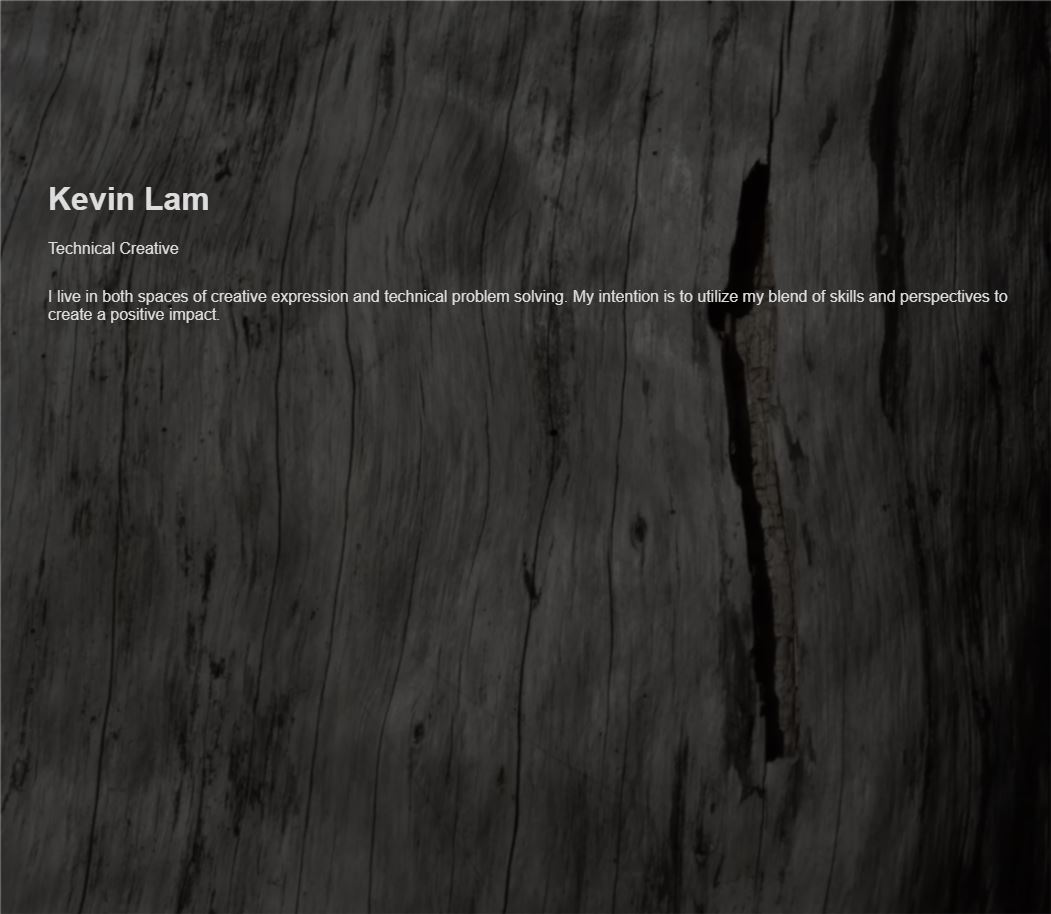 Kevin Lam
Technical Creative
I live in both spaces of creative expression and technical problem solving. My intention is to utilize my blend of skills and perspectives to
create a positive impact.